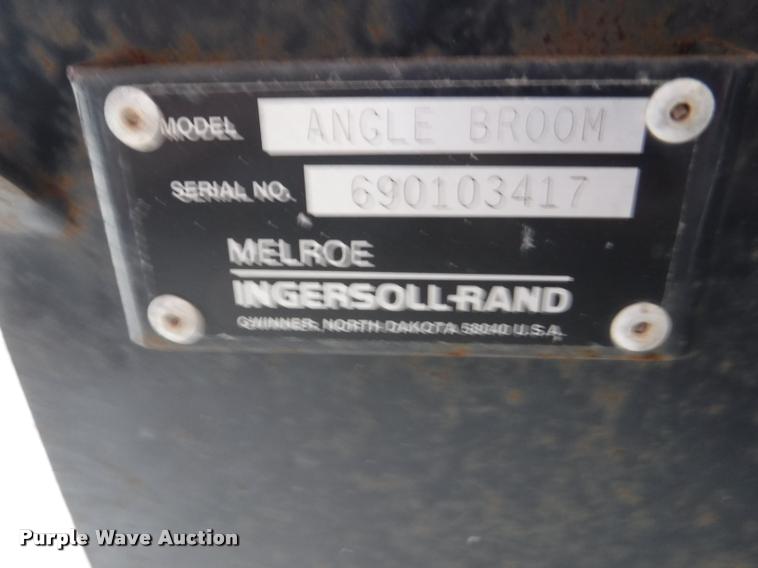 MODEL ANGLE BROOM
SERIAL NO. 690103417
MELROE
INGERSOLL-RAND
GWINNER, NORTH DAKOTA 58040 U.S.A.
Purple Wave Auction